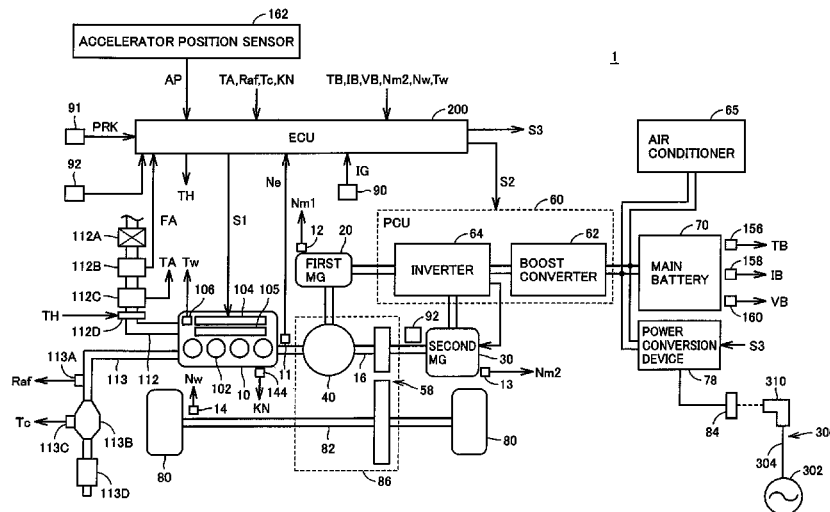 162
ACCELERATOR POSITION SENSOR
1
AP
TA,Raf,Tc,KN
TB,IB,VB,Nm2,Nw,Tw
91
PRK
200
ECU
S3
65
AIR CONDITIONER
92
TH
S1
Ne
IG
90
S2
60
FA
Nm1
PCU
112A
TA
Tw
12
20
64
62
70
156
TB
112B
FIRST MG
INVERTER
BOOST CONVERTER
MAIN BATTERY
158
IB
112C
106
104
105
VB
160
TH
112D
92
SECOND MG
30
POWER CONVERSION DEVICE
S3
113A
113
112
102
10
11
144
16
58
13
Nm2
78
310
Raf
Nw
KN
40
14
84
Tc
113C
113B
80
82
80
304
302
113D
86